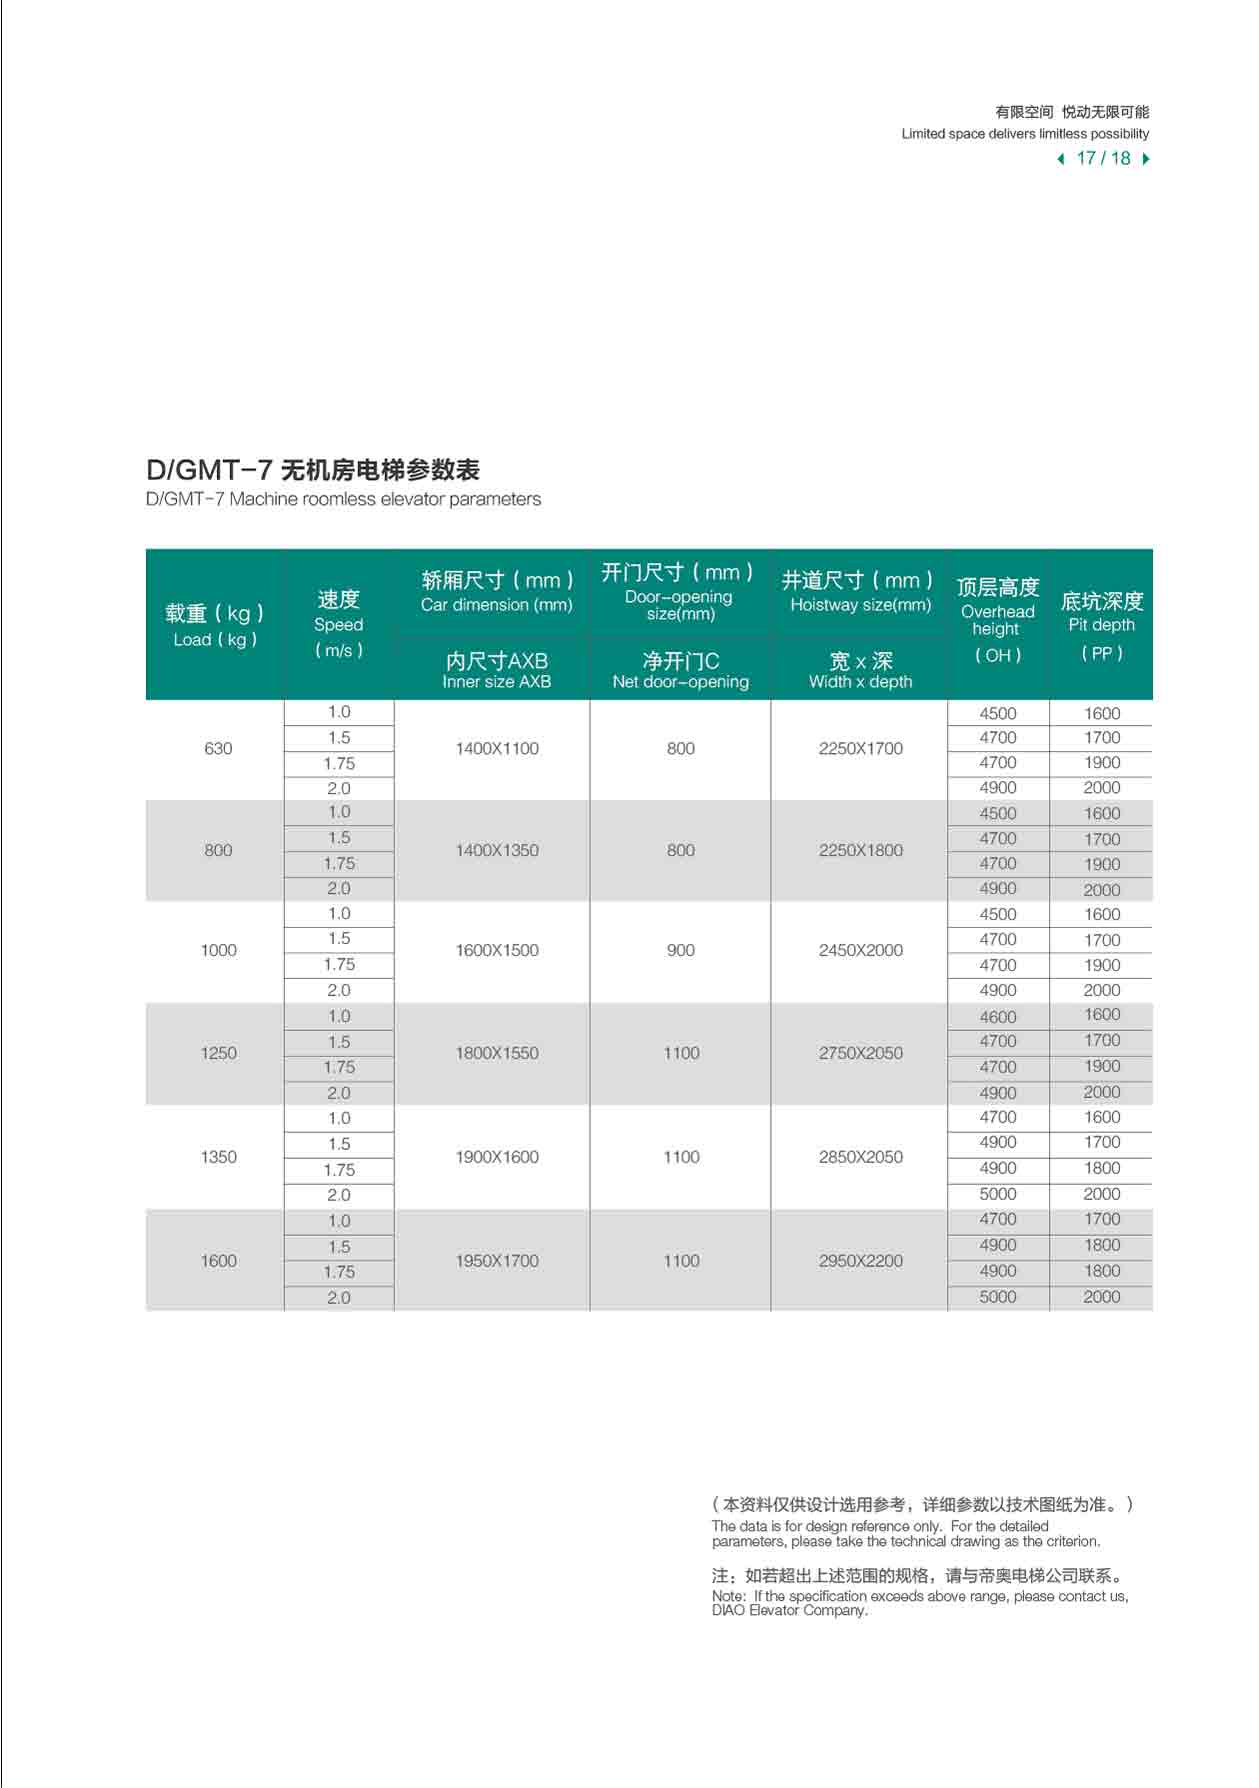 有限空间 悦动无限可能
Limited space delivers limitless possibility
17 / 18
D/GMT-7 无机房电梯参数表
D/GMT-7 Machine roomless elevator parameters
载重（kg）
Load（kg）
速度
Speed
（m/s）
轿厢尺寸（mm）
Car dimension (mm)
内尺寸AXB
Inner size AXB
开门尺寸（mm）
Door-opening
size(mm)
净开门C
Net door-opening
井道尺寸（mm）
Hoistway size(mm)
宽 x 深
Width x depth
顶层高度
Overhead
height
（OH）
底坑深度
Pit depth
（PP）
630 1400X1100 800 2250X1700
1.0 4500 1600
1.5 4700 1700
1.75 4700 1900
2.0 4900 2000
800 1400X1350 800 2250X1800
1.0 4500 1600
1.5 4700 1700
1.75 4700 1900
2.0 4900 2000
1000 1600X1500 900 2450X2000
1.0 4500 1600
1.5 4700 1700
1.75 4700 1900
2.0 4900 2000
1250 1800X1550 1100 2750X2050
1.0 4600 1600
1.5 4700 1700
1.75 4700 1900
2.0 4900 2000
1350 1900X1600 1100 2850X2050
1.0 4700 1600
1.5 4900 1700
1.75 4900 1800
2.0 5000 2000
1600 1950X1700 1100 2950X2200
1.0 4700 1700
1.5 4900 1800
1.75 4900 1800
2.0 5000 2000
（本资料仅供设计选用参考，详细参数以技术图纸为准。）
The data is for design reference only. For the detailed
parameters, please take the technical drawing as the criterion.
注：如若超出上述范围的规格，请与帝奥电梯公司联系。
Note: If the specification exceeds above range, please contact us,
DIAO Elevator Company.